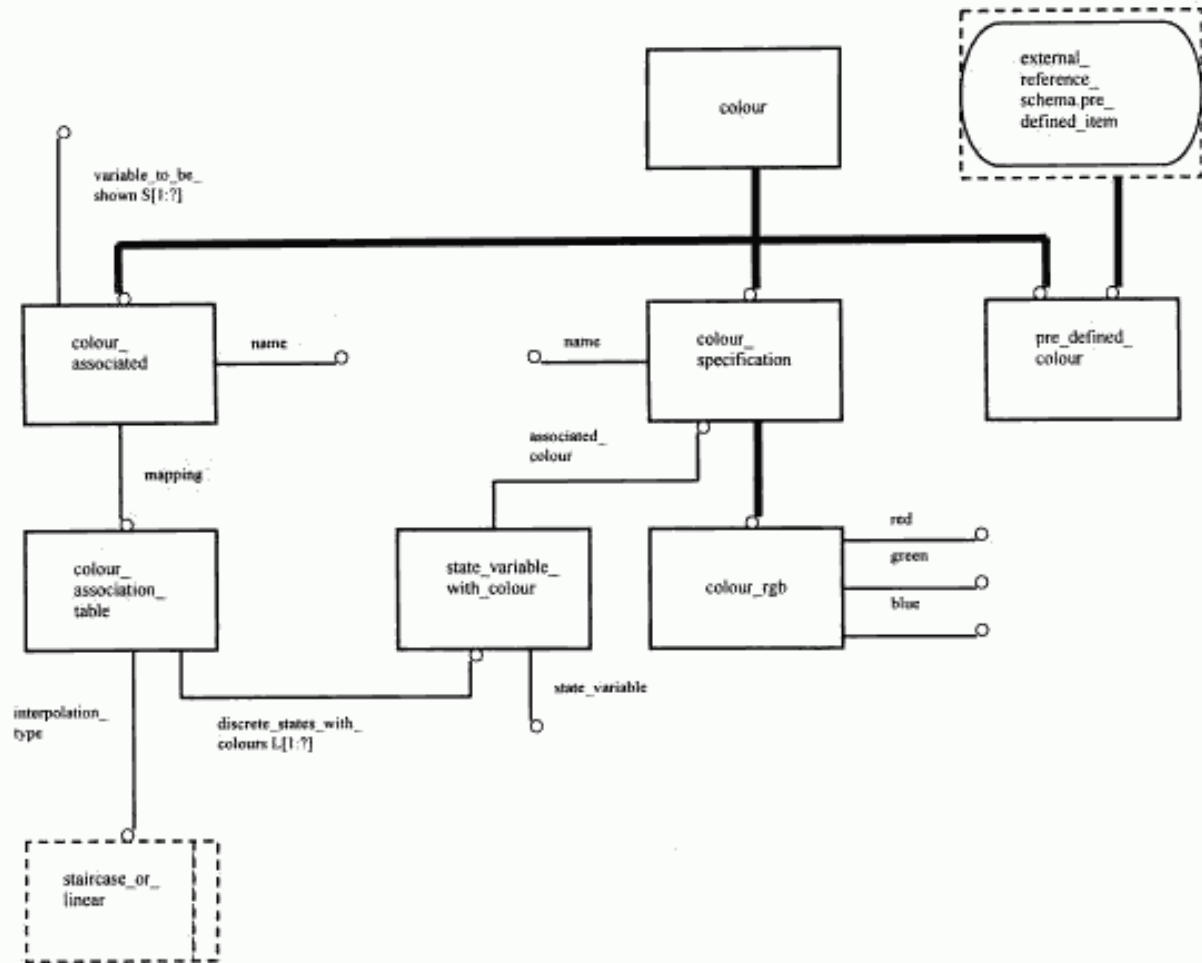 external_
reference_
schema.pre_
defined_item
colour
variable_to_be_
shown S[1:?]
colour_
associated
name
name
colour_
specification
pre_defined_
colour
associated_
colour
mapping
colour_
association_
table
state_variable_
with_colour
colour_rgb
red
green
blue
interpolation_
type
discrete_states_with_
colours L[1:?]
state_variable
staircase_or_
linear